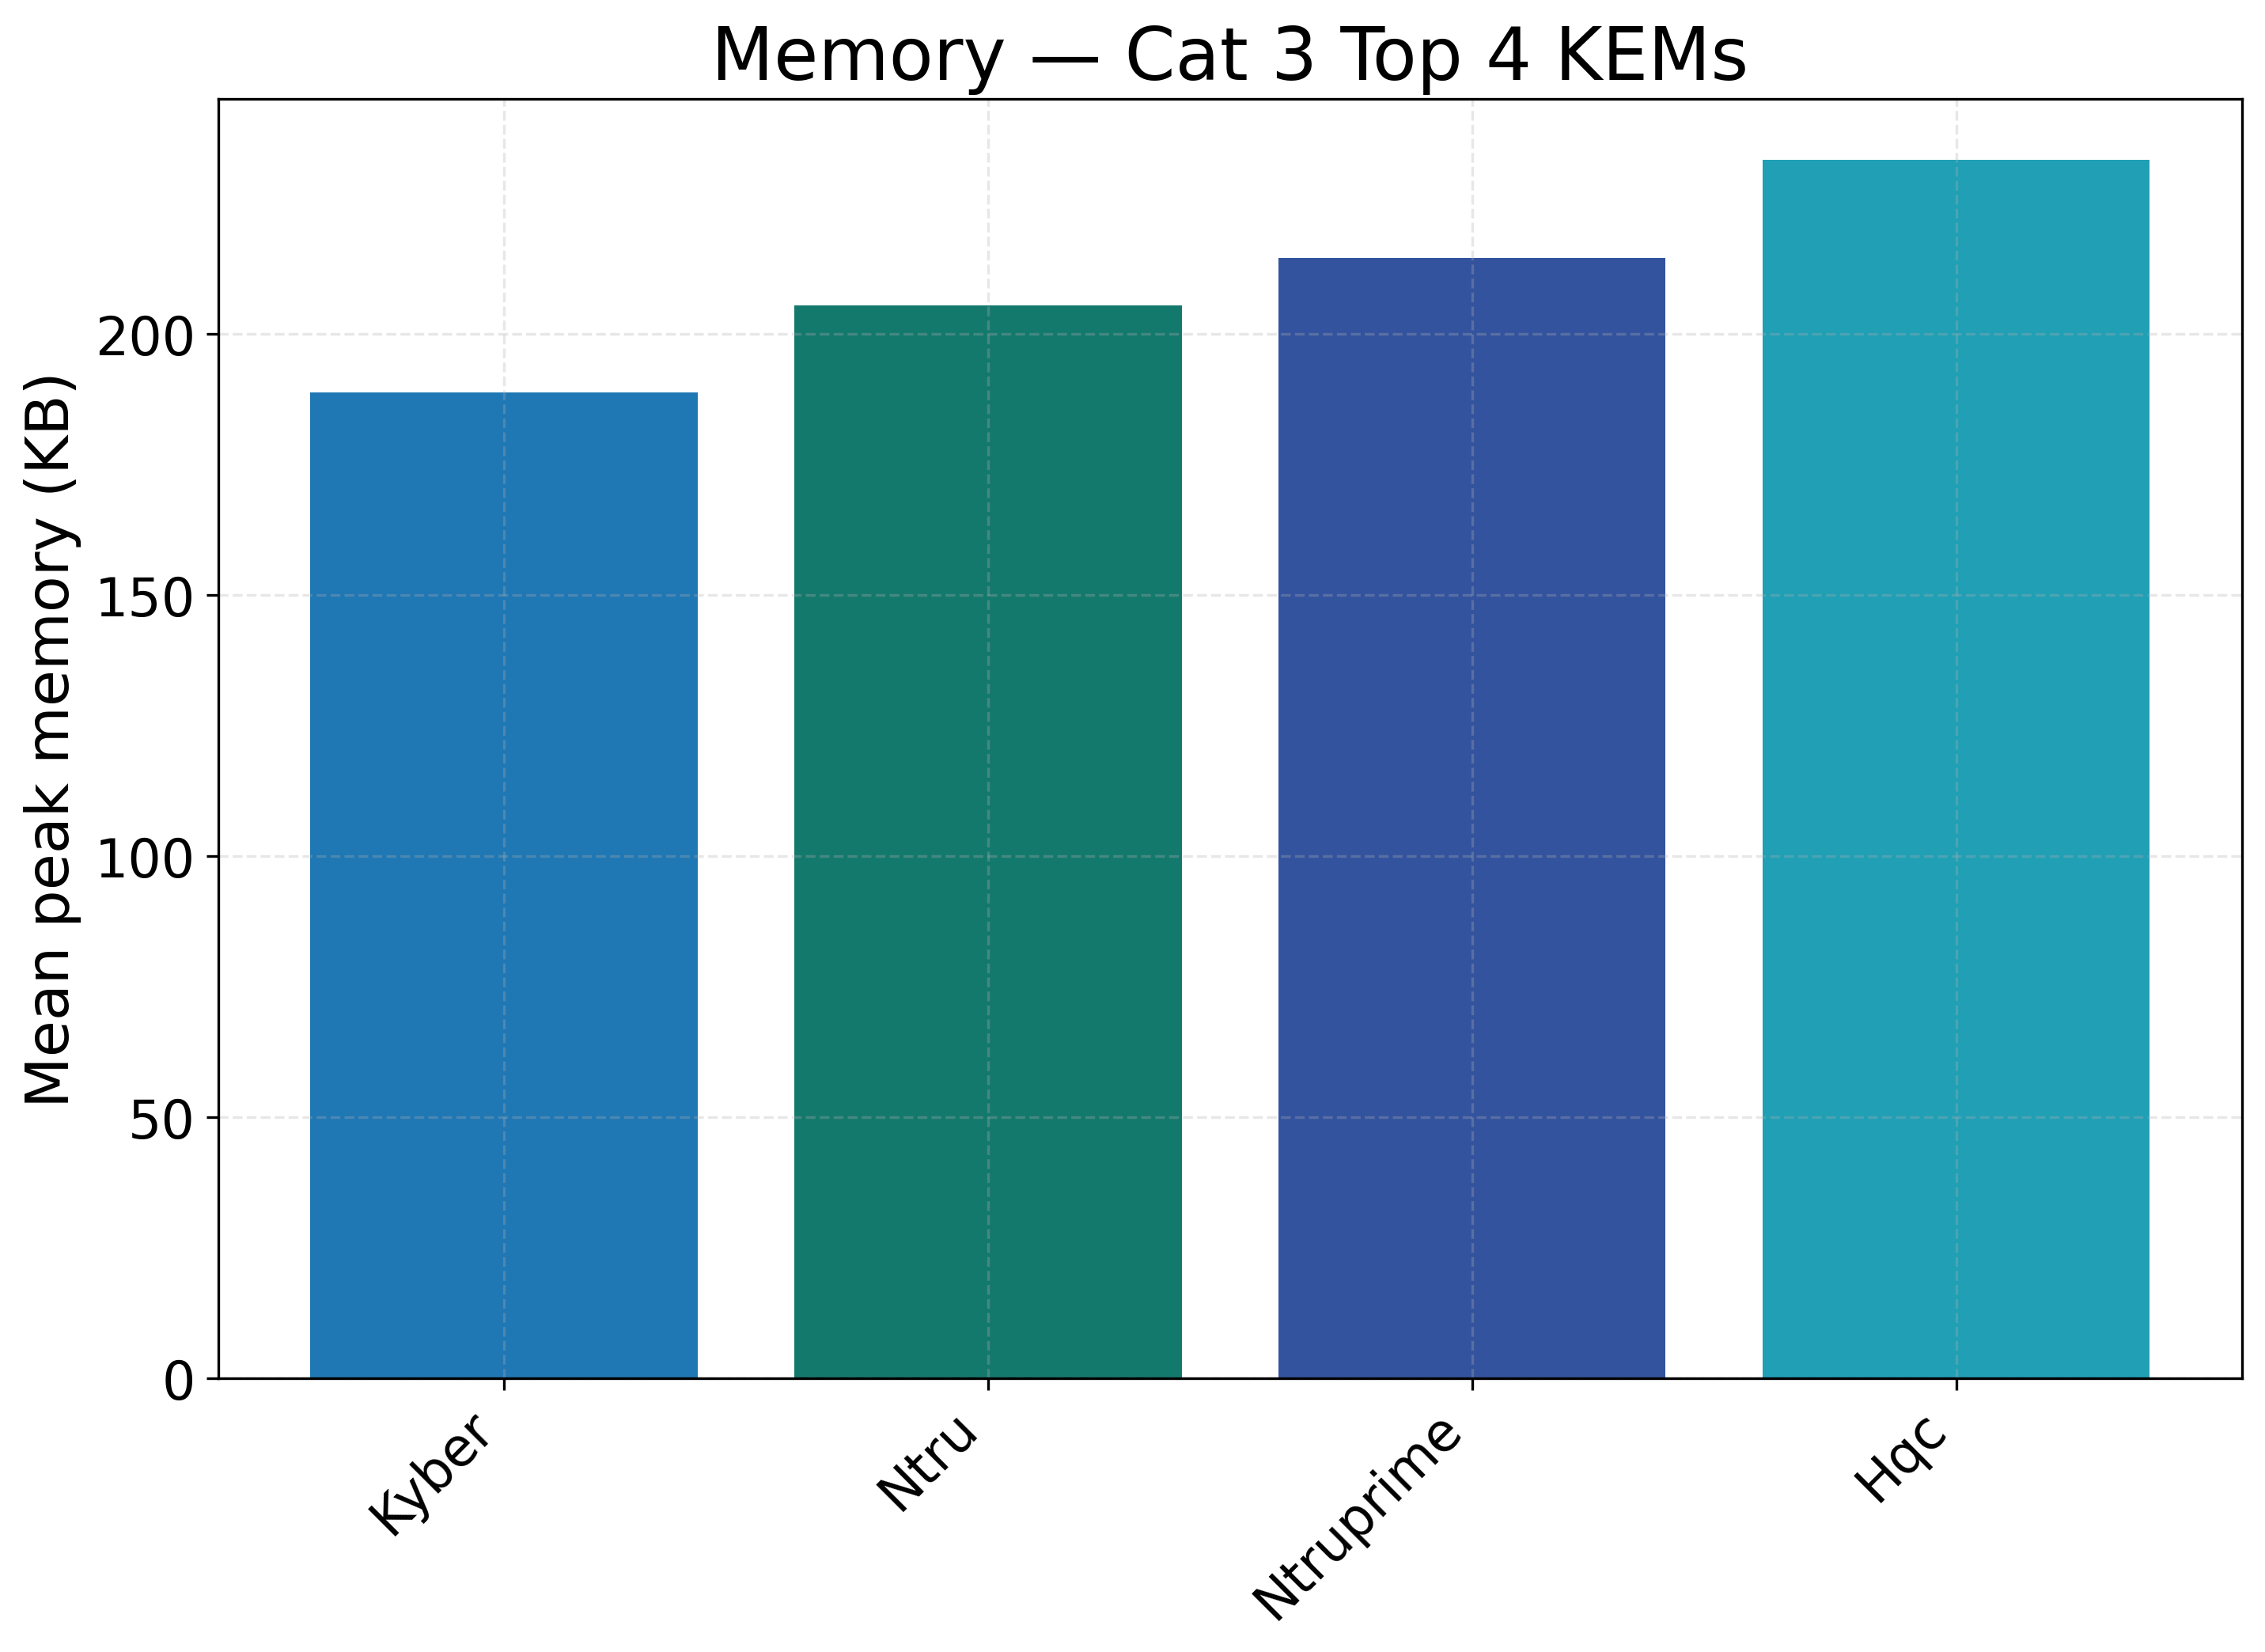 Memory — Cat 3 Top 4 KEMs
Mean peak memory (KB)
200
150
100
50
0
Kyber
Ntru
Ntruprime
Hqc